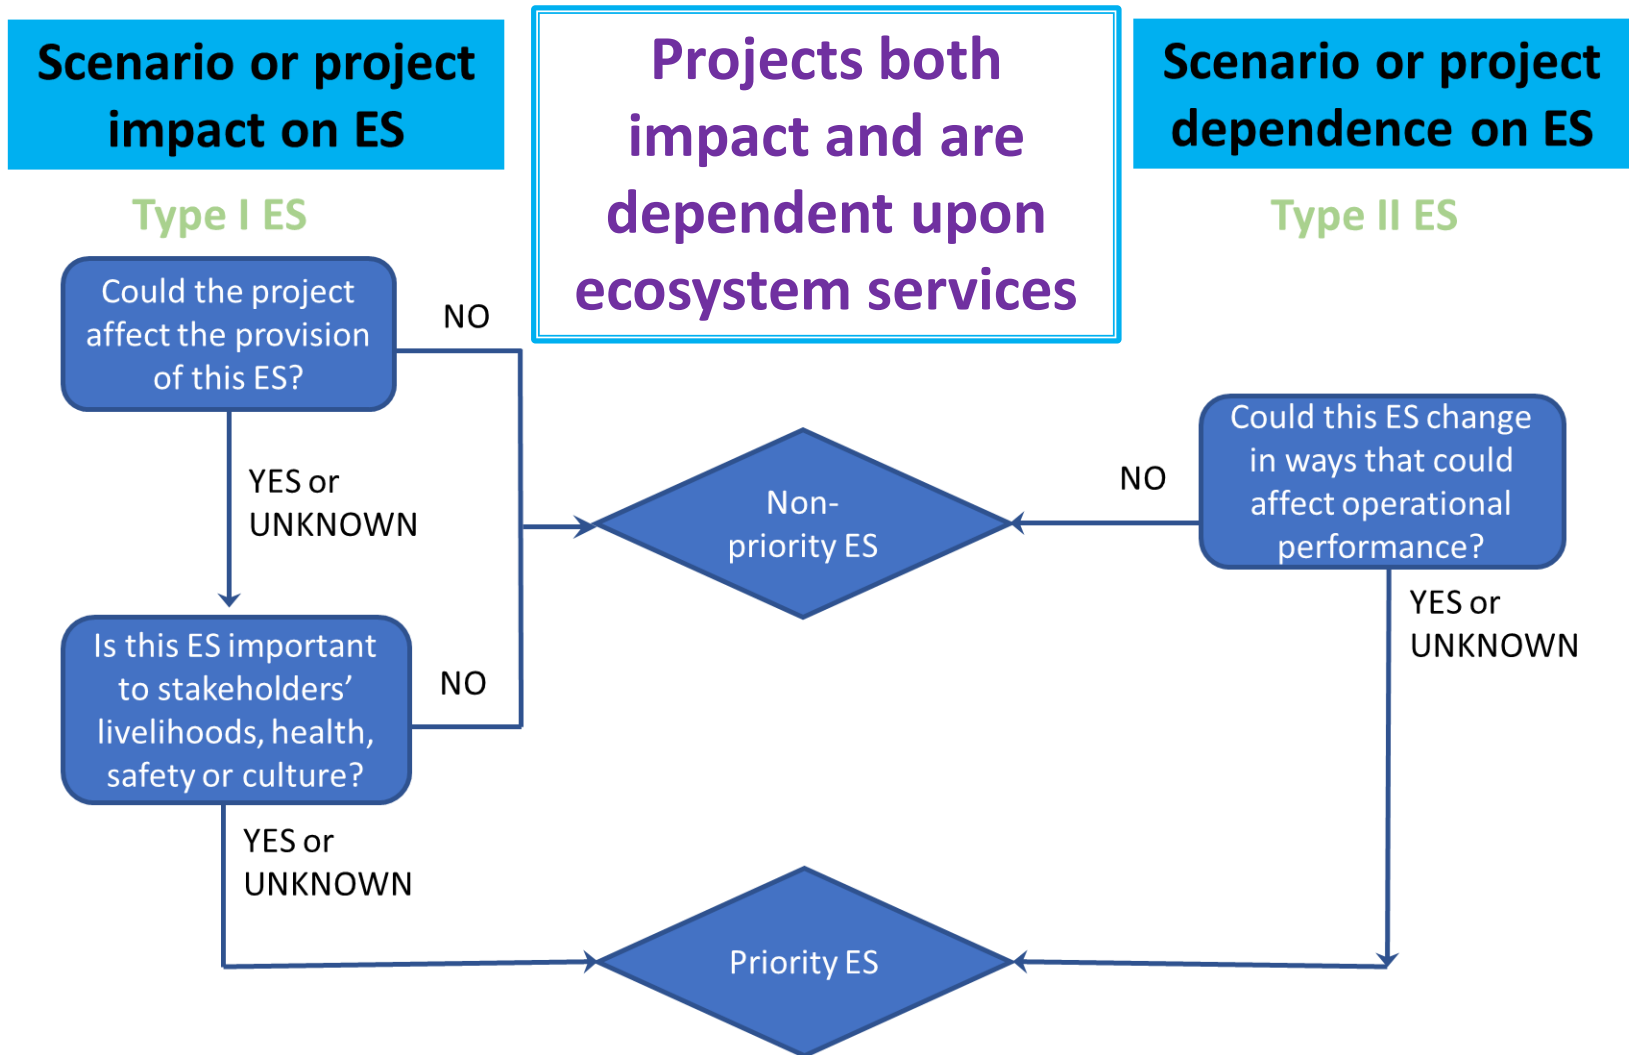 Scenario or project
impact on ES
Projects both
impact and are
dependent upon
ecosystem services
Scenario or project
dependence on ES
Type I ES
Type II ES
Could the project
affect the provision
of this ES?
NO
YES or
UNKNOWN
Is this ES important
to stakeholders’
livelihoods, health,
safety or culture?
NO
YES or
UNKNOWN
Non-
priority ES
Priority ES
Could this ES change
in ways that could
affect operational
performance?
NO
YES or
UNKNOWN